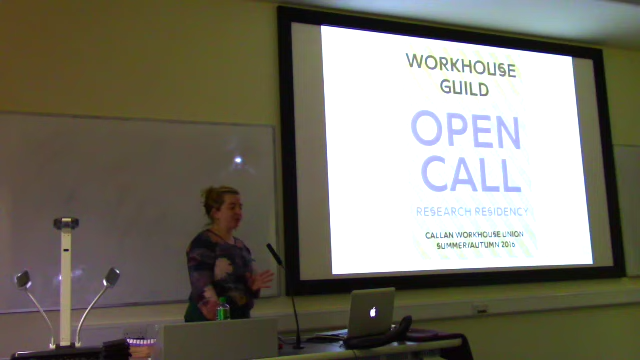 WORKHOUSE
GUILD
OPEN
CALL
RESEARCH RESIDENCY
CALLAN WORKHOUSE UNION
SUMMER/AUTUMN 2016